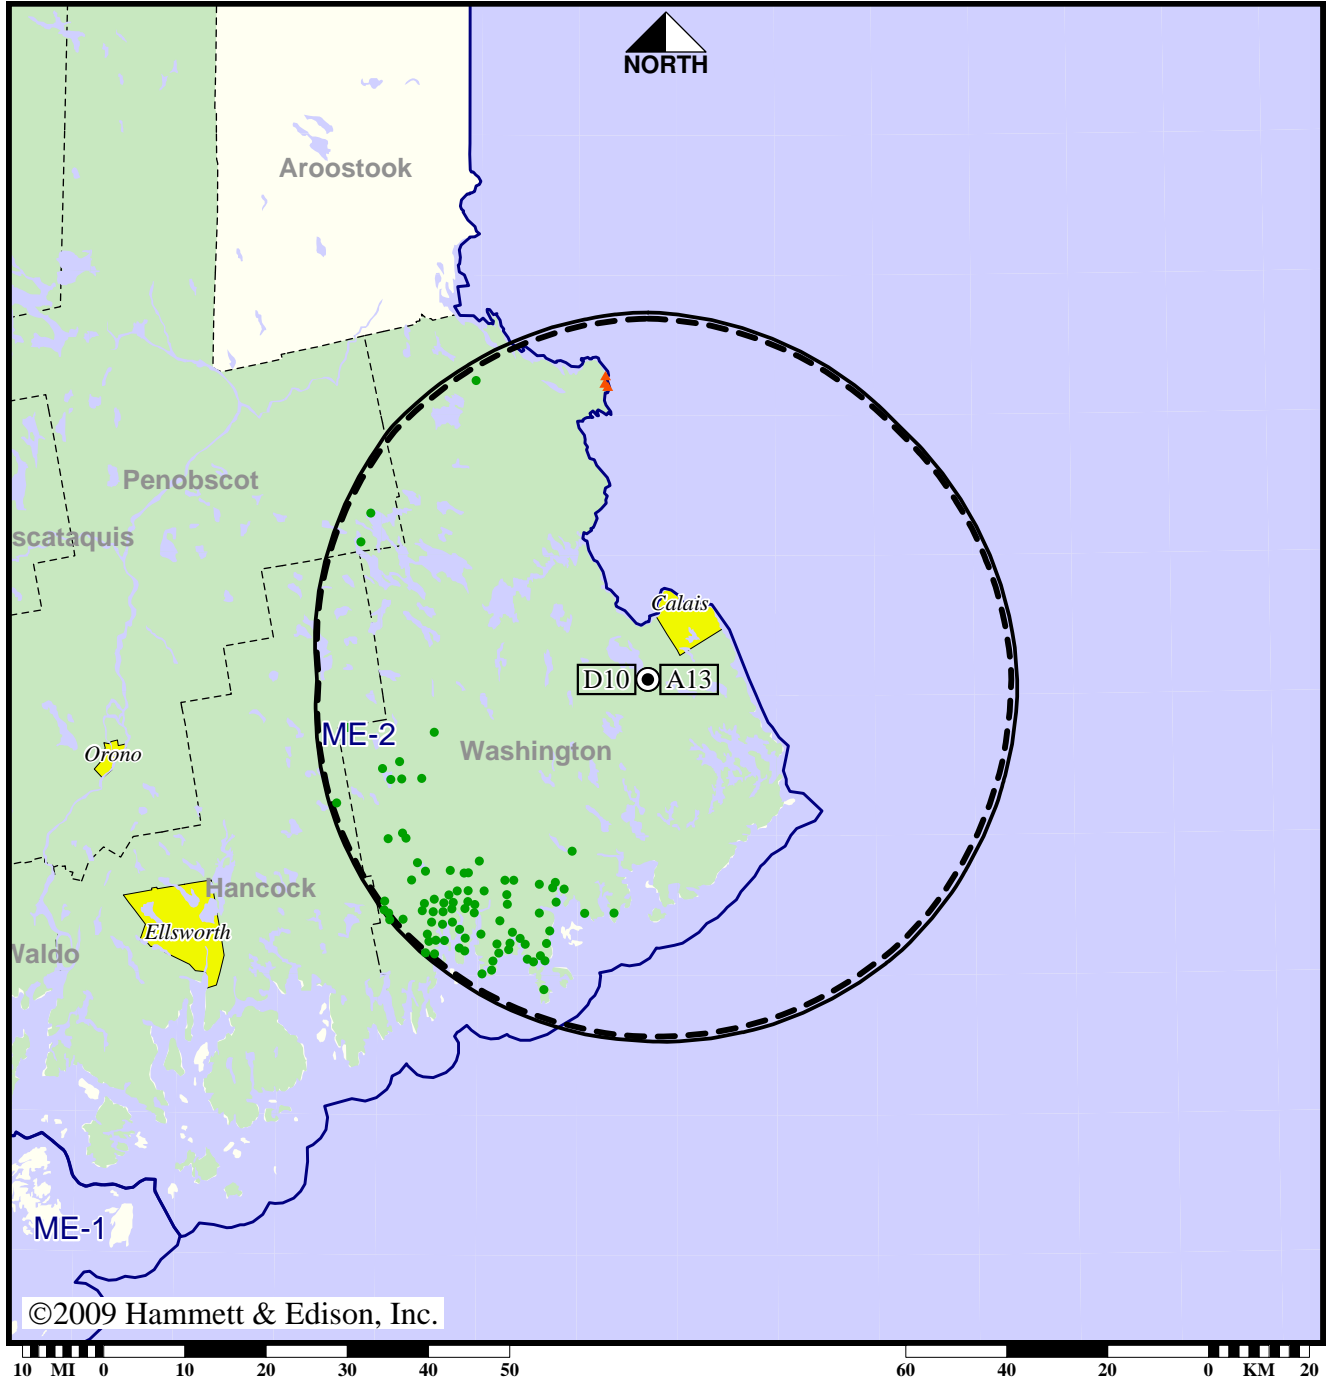 NORTH
Aroostook
Penobscot
scataquis
Calais
D10 A13
ME-2
Washington
Orono
Hancock
Ellsworth
Waldo
ME-1
©2009 Hammett & Edison, Inc.
10 MI 0 10 20 30 40 50 60 40 20 0 KM 20